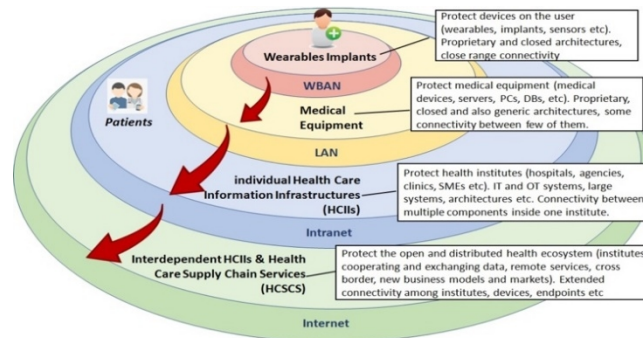 Protect devices on the user
(wearables, implants, sensors etc).
Proprietary and closed architectures,
close range connectivity
Wearables Implants
WBAN
Patients
Medical
Equipment
LAN
Protect medical equipment (medical
devices, servers, PCs, DBs, etc). Proprietary,
closed and also generic architectures, some
connectivity between few of them.
individual Health Care
Information Infrastructures
(HCIIs)
Intranet
Protect health institutes (hospitals, agencies,
clinics, SMEs etc). IT and OT systems, large
systems, architectures etc. Connectivity between
multiple components inside one institute.
Interdependent HCIIs & Health
Care Supply Chain Services
(HCSCS)
Internet
Protect the open and distributed health ecosystem (institutes
cooperating and exchanging data, remote services, cross
border, new business models and markets). Extended
connectivity among institutes, devices, endpoints etc